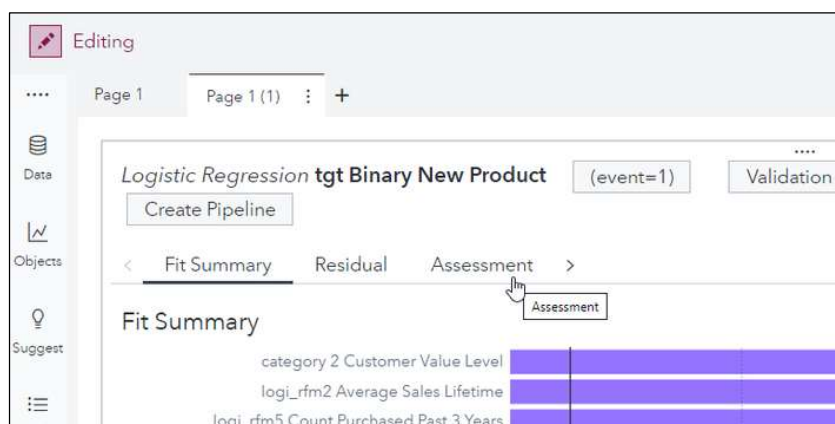 Editing
Page 1
Page 1 (1)
Data
Logistic Regression tgt Binary New Product (event=1) Validation
Create Pipeline
Objects
Fit Summary Residual Assessment
Assessment
Suggest
Fit Summary
category 2 Customer Value Level
logi_rfm2 Average Sales Lifetime
logi_rfm5 Count Purchased Past 3 Years